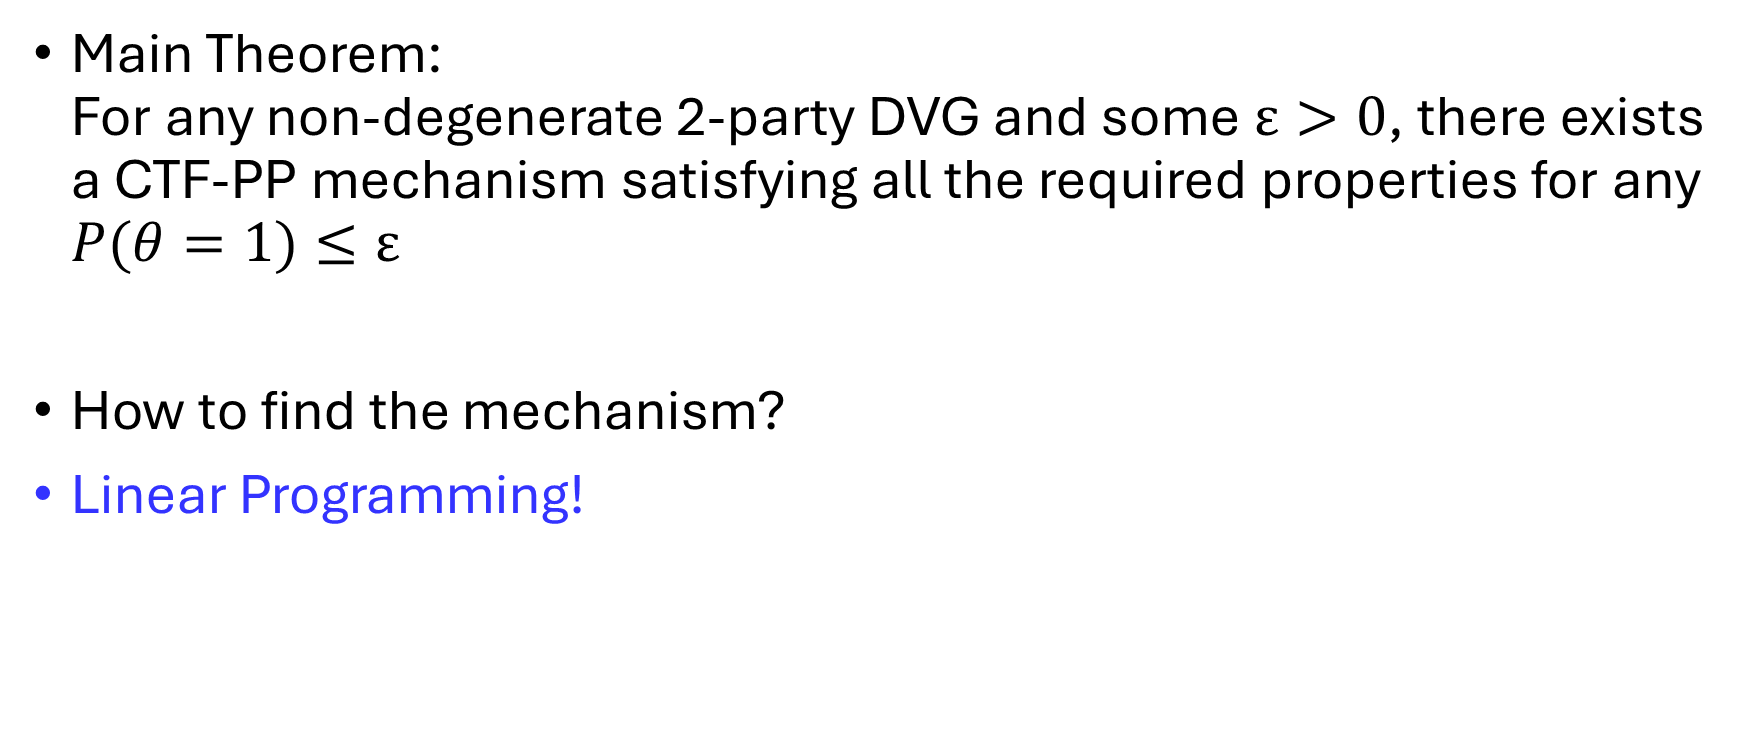 • Main Theorem:
For any non-degenerate 2-party DVG and some ε > 0, there exists
a CTF-PP mechanism satisfying all the required properties for any
𝑃(𝜃 = 1) ≤ ε
• How to find the mechanism?
• Linear Programming!